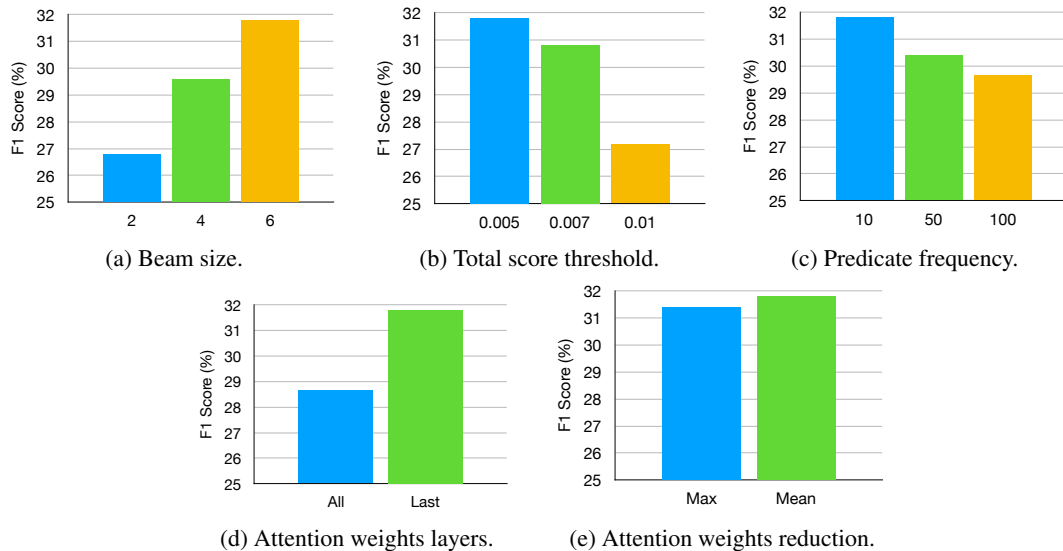 F1 Score (%)
32
31
30
29
28
27
26
25
2 4 6
(a) Beam size.
F1 Score (%)
32
31
30
29
28
27
26
25
0.005 0.007 0.01
(b) Total score threshold.
F1 Score (%)
32
31
30
29
28
27
26
25
10 50 100
(c) Predicate frequency.
F1 Score (%)
32
31
30
29
28
27
26
25
All Last
(d) Attention weights layers.
F1 Score (%)
32
31
30
29
28
27
26
25
Max Mean
(e) Attention weights reduction.